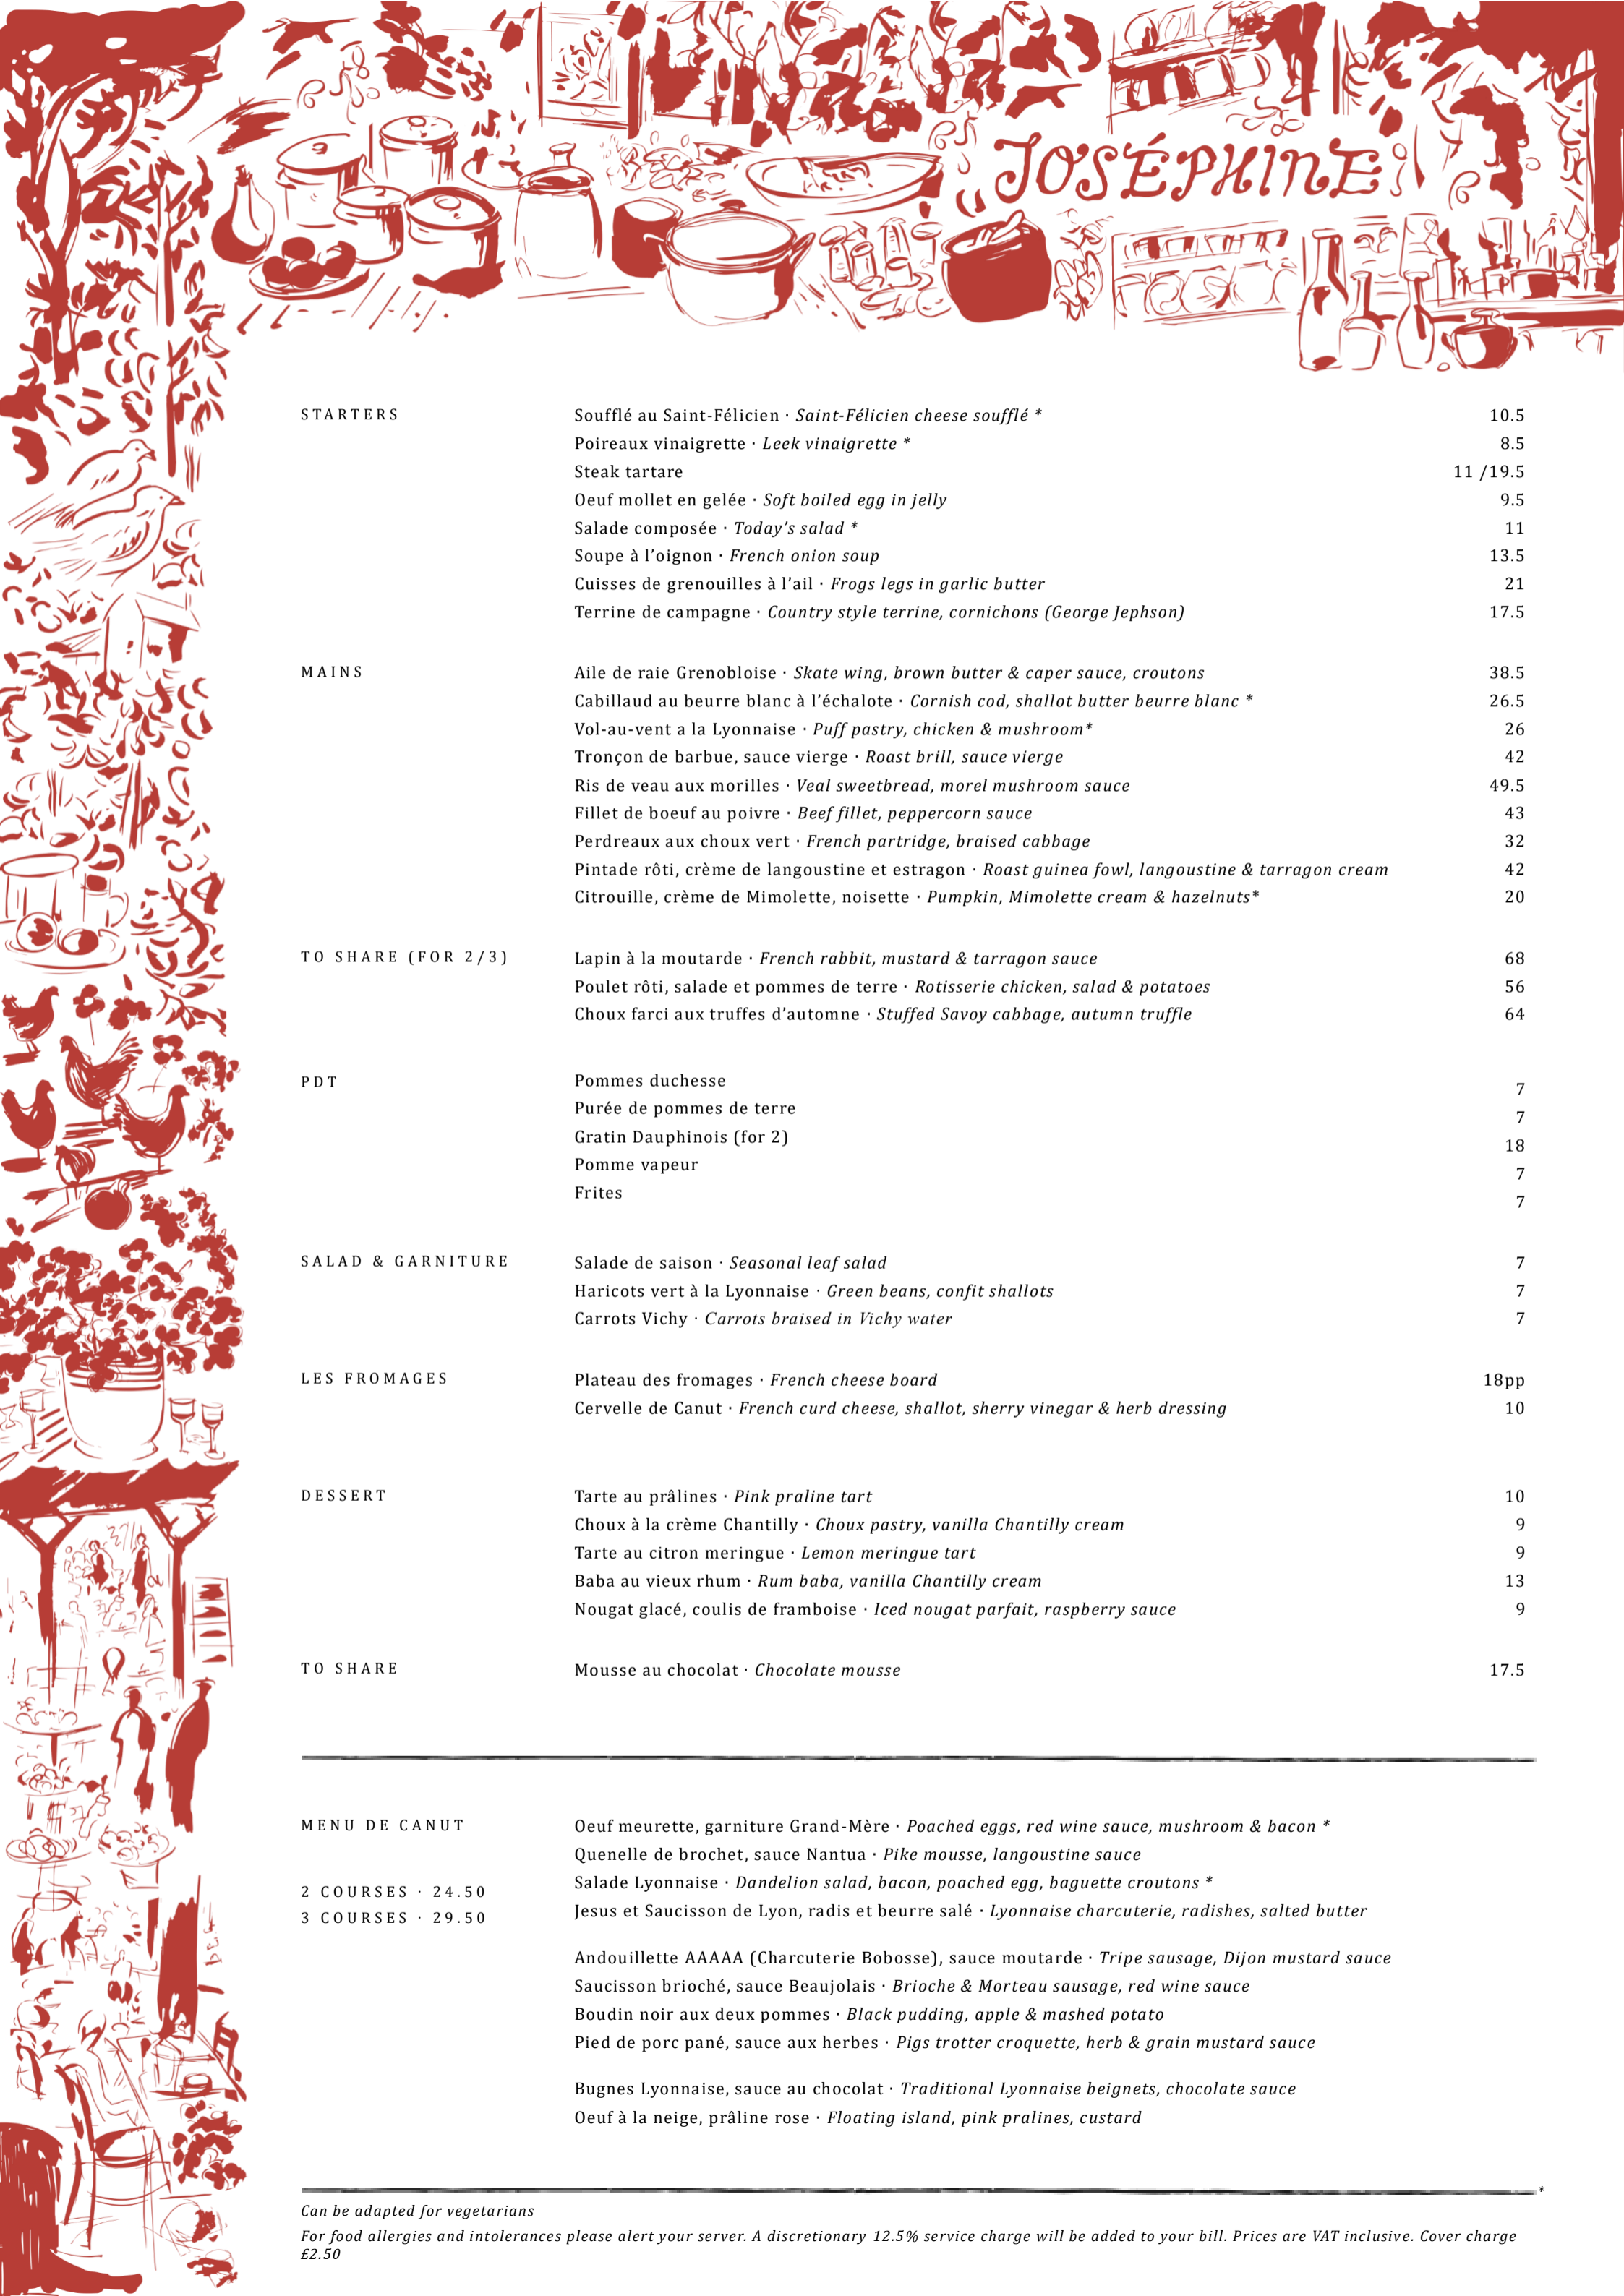 JOSÉPHINE
STARTERS
Soufflé au Saint-Félicien · Saint-Félicien cheese soufflé * 10.5
Poireaux vinaigrette · Leek vinaigrette * 8.5
Steak tartare 11 /19.5
Oeuf mollet en gelée · Soft boiled egg in jelly 9.5
Salade composée · Today’s salad * 11
Soupe à l’oignon · French onion soup 13.5
Cuisses de grenouilles à l’ail · Frogs legs in garlic butter 21
Terrine de campagne · Country style terrine, cornichons (George Jephson) 17.5
MAINS
Aile de raie Grenobloise · Skate wing, brown butter & caper sauce, croutons 38.5
Cabillaud au beurre blanc à l’échalote · Cornish cod, shallot butter beurre blanc * 26.5
Vol-au-vent a la Lyonnaise · Puff pastry, chicken & mushroom* 26
Tronçon de barbue, sauce vierge · Roast brill, sauce vierge 42
Ris de veau aux morilles · Veal sweetbread, morel mushroom sauce 49.5
Fillet de boeuf au poivre · Beef fillet, peppercorn sauce 43
Perdreaux aux choux vert · French partridge, braised cabbage 32
Pintade rôti, crème de langoustine et estragon · Roast guinea fowl, langoustine & tarragon cream 42
Citrouille, crème de Mimolette, noisette · Pumpkin, Mimolette cream & hazelnuts* 20
TO SHARE (FOR 2/3)
Lapin à la moutarde · French rabbit, mustard & tarragon sauce 68
Poulet rôti, salade et pommes de terre · Rotisserie chicken, salad & potatoes 56
Choux farci aux truffes d’automne · Stuffed Savoy cabbage, autumn truffle 64
PDT
Pommes duchesse 7
Purée de pommes de terre 7
Gratin Dauphinois (for 2) 18
Pomme vapeur 7
Frites 7
SALAD & GARNITURE
Salade de saison · Seasonal leaf salad 7
Haricots vert à la Lyonnaise · Green beans, confit shallots 7
Carrots Vichy · Carrots braised in Vichy water 7
LES FROMAGES
Plateau des fromages · French cheese board 18pp
Cervelle de Canut · French curd cheese, shallot, sherry vinegar & herb dressing 10
DESSERT
Tarte au prâlines · Pink praline tart 10
Choux à la crème Chantilly · Choux pastry, vanilla Chantilly cream 9
Tarte au citron meringue · Lemon meringue tart 9
Baba au vieux rhum · Rum baba, vanilla Chantilly cream 13
Nougat glacé, coulis de framboise · Iced nougat parfait, raspberry sauce 9
TO SHARE
Mousse au chocolat · Chocolate mousse 17.5
MENU DE CANUT
2 COURSES · 24.50
3 COURSES · 29.50
Oeuf meurette, garniture Grand-Mère · Poached eggs, red wine sauce, mushroom & bacon *
Quenelle de brochet, sauce Nantua · Pike mousse, langoustine sauce
Salade Lyonnaise · Dandelion salad, bacon, poached egg, baguette croutons *
Jesus et Saucisson de Lyon, radis et beurre salé · Lyonnaise charcuterie, radishes, salted butter
Andouillette AAAAA (Charcuterie Bobosse), sauce moutarde · Tripe sausage, Dijon mustard sauce
Saucisson brioché, sauce Beaujolais · Brioche & Morteau sausage, red wine sauce
Boudin noir aux deux pommes · Black pudding, apple & mashed potato
Pied de porc pané, sauce aux herbes · Pigs trotter croquette, herb & grain mustard sauce
Bugnes Lyonnaise, sauce au chocolat · Traditional Lyonnaise beignets, chocolate sauce
Oeuf à la neige, prâline rose · Floating island, pink pralines, custard
*
Can be adapted for vegetarians
For food allergies and intolerances please alert your server. A discretionary 12.5% service charge will be added to your bill. Prices are VAT inclusive. Cover charge
£2.50